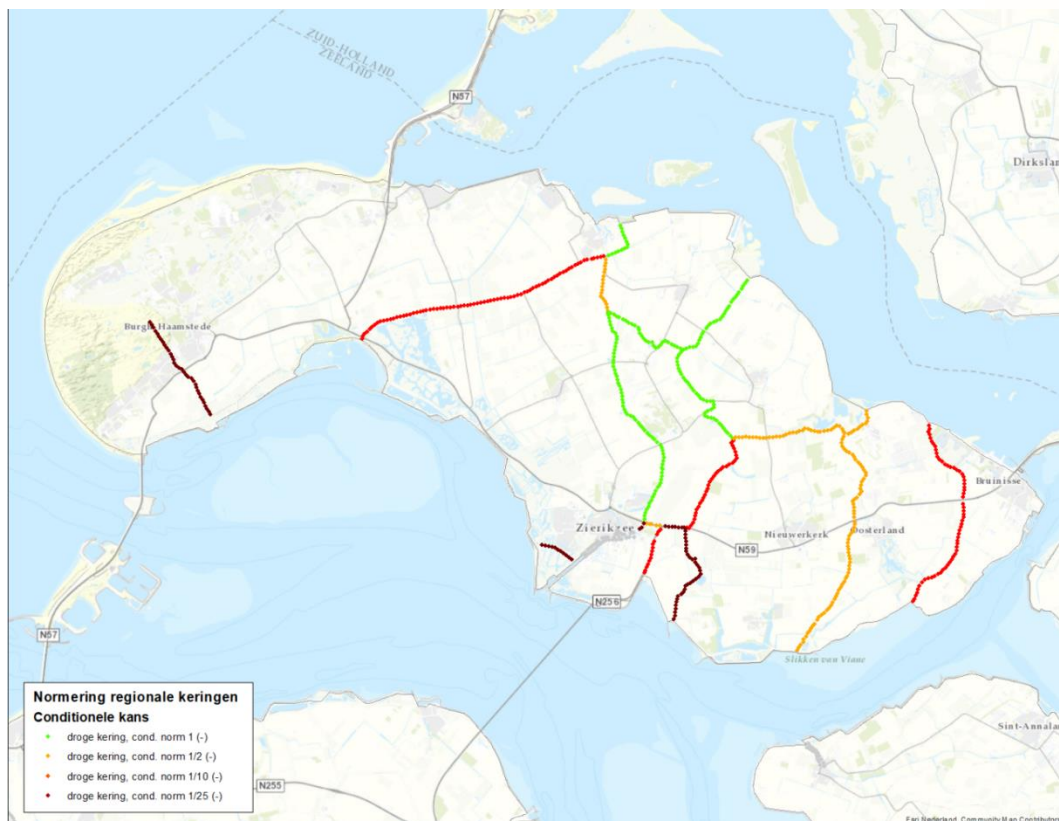 ZUID-HOLLAND
ZEELAND
N57
Dirksland
Burgh-Haamstede
Bruinisse
Zierikzee
Nieuwerkerk
Oosterland
N59
N256
N57
Slikken van Viane
Normering regionale keringen
Conditionele kans
droge kering, cond. norm 1 (-)
droge kering, cond. norm 1/2 (-)
droge kering, cond. norm 1/10 (-)
droge kering, cond. norm 1/25 (-)
Sint-Annala
N255
Esri Nederland, Community Map Contributors